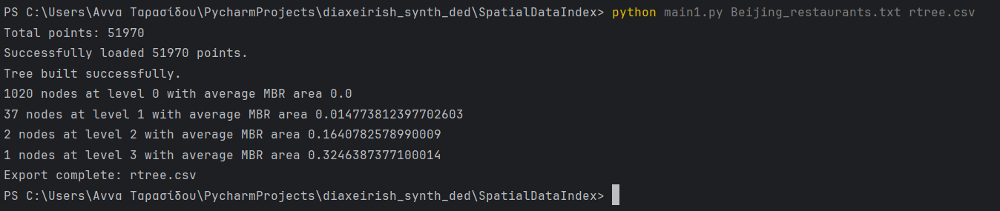 PS C:\Users\Αννα Ταρασίδου\PycharmProjects\diaxeirish_synth_ded\SpatialDataIndex> python main1.py Beijing_restaurants.txt rtree.csv
Total points: 51970
Successfully loaded 51970 points.
Tree built successfully.
1020 nodes at level 0 with average MBR area 0.0
37 nodes at level 1 with average MBR area 0.014773812397702603
2 nodes at level 2 with average MBR area 0.1640782578990009
1 nodes at level 3 with average MBR area 0.3246387377100014
Export complete: rtree.csv
PS C:\Users\Αννα Ταρασίδου\PycharmProjects\diaxeirish_synth_ded\SpatialDataIndex>